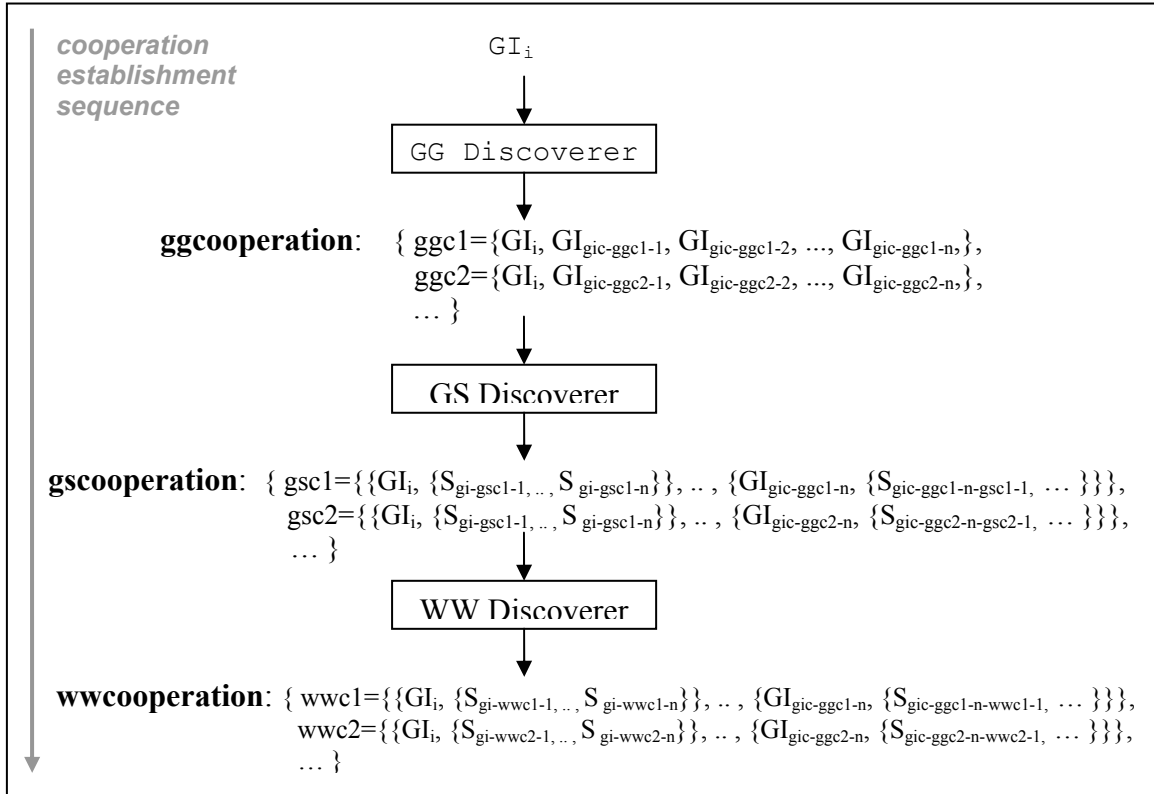 cooperation
establishment
sequence
GIi
GG Discoverer
ggcooperation: { ggc1={GIi, GIgic-ggc1-1, GIgic-ggc1-2, ..., GIgic-ggc1-n,},
ggc2={GIi, GIgic-ggc2-1, GIgic-ggc2-2, ..., GIgic-ggc2-n,},
… }
GS Discoverer
gscooperation: { gsc1={{GIi, {Sgi-gsc1-1, .. , S gi-gsc1-n}}, .. , {GIgic-ggc1-n, {Sgic-ggc1-n-gsc1-1, … }}},
gsc2={{GIi, {Sgi-gsc1-1, .. , S gi-gsc1-n}}, .. , {GIgic-ggc2-n, {Sgic-ggc2-n-gsc2-1, … }}},
… }
WW Discoverer
wwcooperation: { wwc1={{GIi, {Sgi-wwc1-1, .. , S gi-wwc1-n}}, .. , {GIgic-ggc1-n, {Sgic-ggc1-n-wwc1-1, … }}},
wwc2={{GIi, {Sgi-wwc2-1, .. , S gi-wwc2-n}}, .. , {GIgic-ggc2-n, {Sgic-ggc2-n-wwc2-1, … }}},
… }